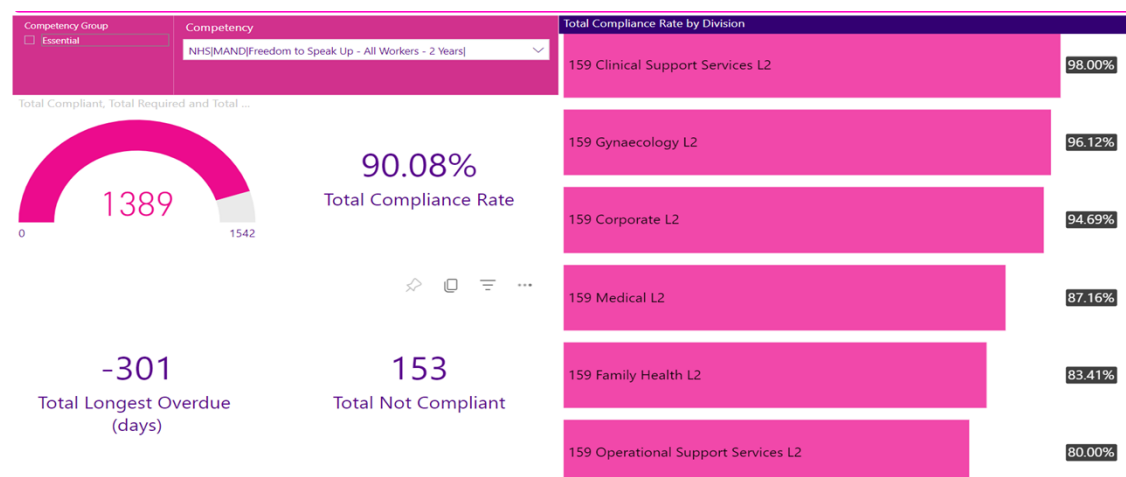 Competency Group
Essential
Competency
NHS|MAND|Freedom to Speak Up - All Workers - 2 Years|
Total Compliant, Total Required and Total ...
1389
0
1542
90.08%
Total Compliance Rate
-301
Total Longest Overdue
(days)
153
Total Not Compliant
Total Compliance Rate by Division
159 Clinical Support Services L2 98.00%
159 Gynaecology L2 96.12%
159 Corporate L2 94.69%
159 Medical L2 87.16%
159 Family Health L2 83.41%
159 Operational Support Services L2 80.00%